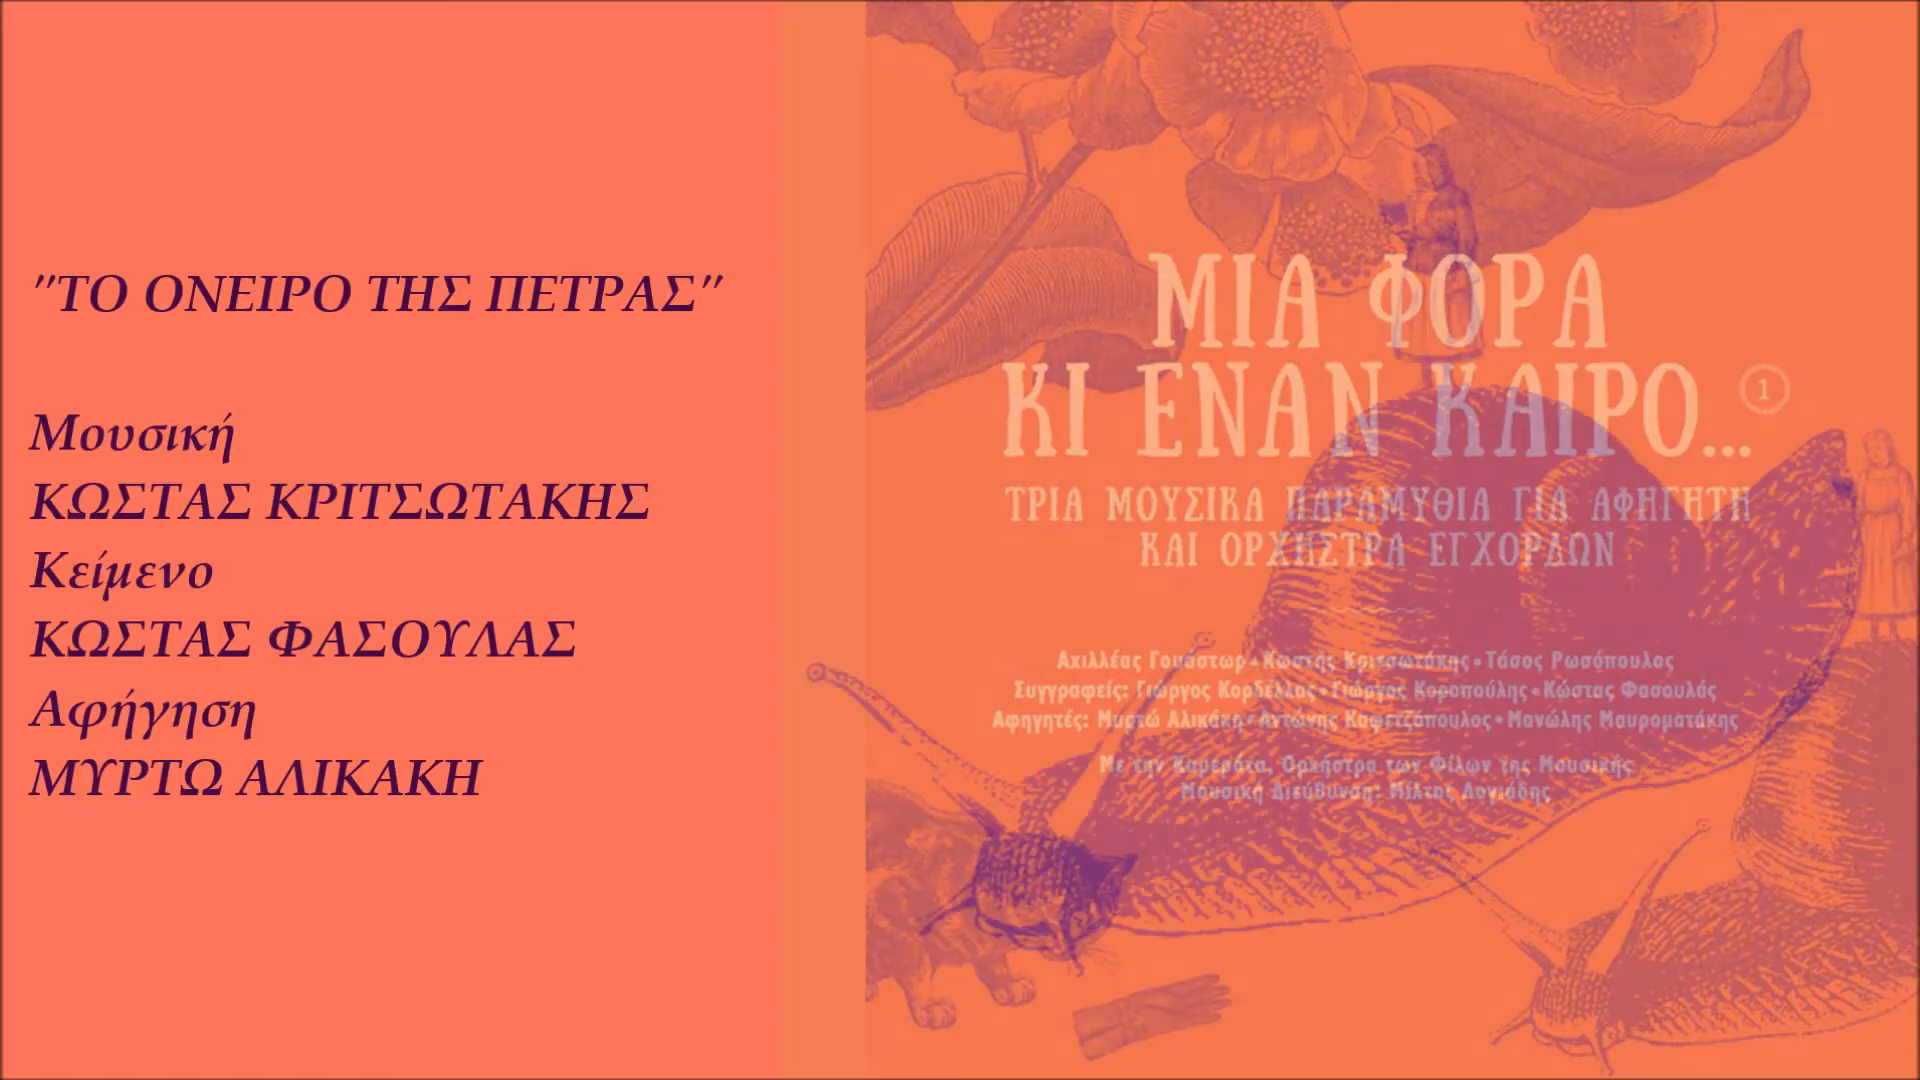 "ΤΟ ΟΝΕΙΡΟ ΤΗΣ ΠΕΤΡΑΣ"
Μουσική
ΚΩΣΤΑΣ ΚΡΙΤΣΩΤΑΚΗΣ
Κείμενο
ΚΩΣΤΑΣ ΦΑΣΟΥΛΑΣ
Αφήγηση
ΜΥΡΤΩ ΑΛΙΚΑΚΗ
ΜΙΑ ΦΟΡΑ
ΚΙ ΕΝΑΝ ΚΑΙΡΟ... 1
ΤΡΙΑ ΜΟΥΣΙΚΑ ΠΑΡΑΜΥΘΙΑ ΓΙΑ ΑΦΗΓΗΤΗ
ΚΑΙ ΟΡΧΗΣΤΡΑ ΕΓΧΟΡΔΩΝ
Αχιλλέας Γουάστωρ • Κωστής Κριτσωτάκης • Τάσος Ρωσόπουλος
Συγγραφείς: Γιώργος Κορδέλλας • Γιώργος Κοροπούλης • Κώστας Φασουλάς
Αφηγητές: Μυρτώ Αλικάκη • Αντώνης Καφετζόπουλος • Μανώλης Μαυροματάκης
Με την Καμεράτα, Ορχήστρα των Φίλων της Μουσικής
Μουσική Διεύθυνση: Μίλτος Λογιάδης